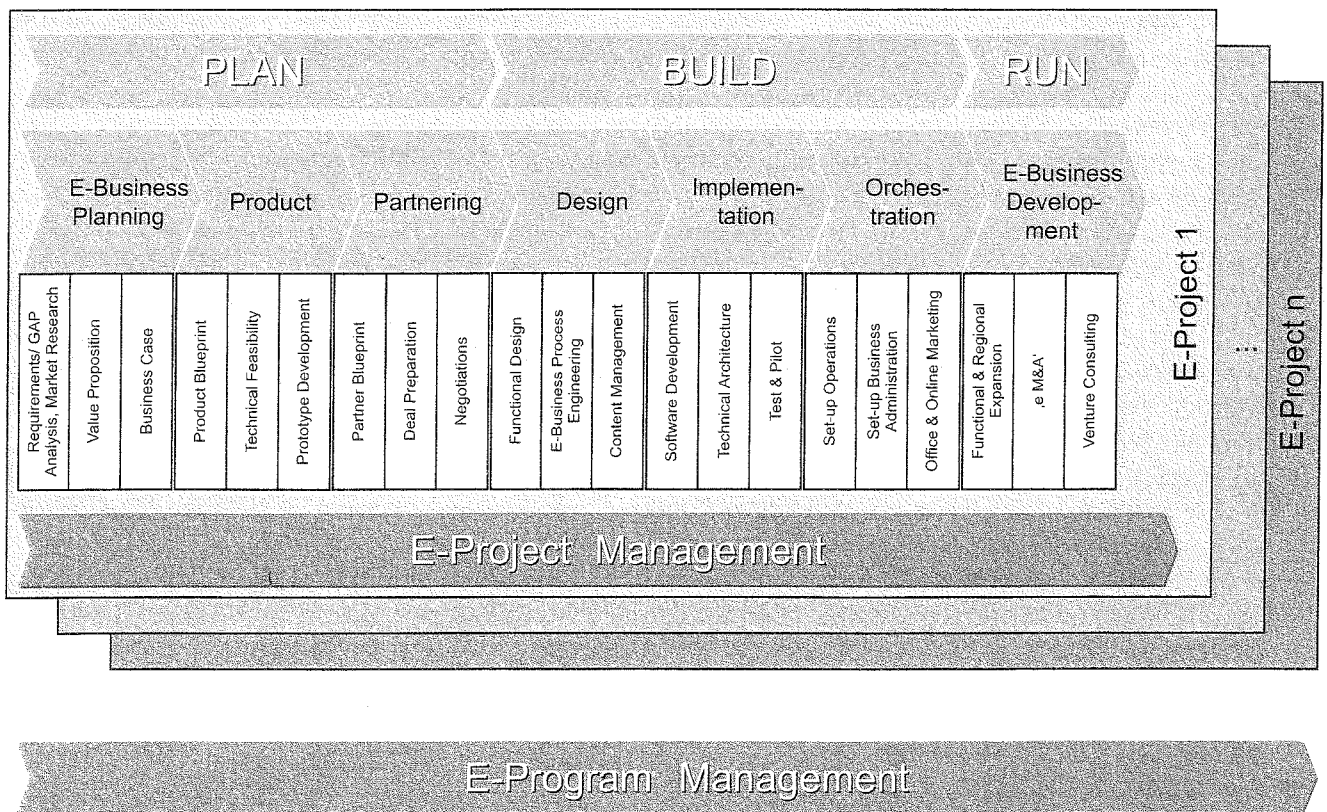 PLAN
BUILD
RUN
E-Business
Planning
Product
Partnering
Design
Implemen-
tation
Orches-
tration
E-Business
Develop-
ment
Requirements/ GAP
Analysis, Market Research
Value Proposition
Business Case
Product Blueprint
Technical Feasibility
Prototype Development
Partner Blueprint
Deal Preparation
Negotiations
Functional Design
E-Business Process
Engineering
Content Management
Software Development
Technical Architecture
Test & Pilot
Set-up Operations
Set-up Business
Administration
Office & Online Marketing
Functional & Regional
Expansion
‚e M&A'
Venture Consulting
E-Project 1
...
E-Project n
E-Project Management
E-Program Management